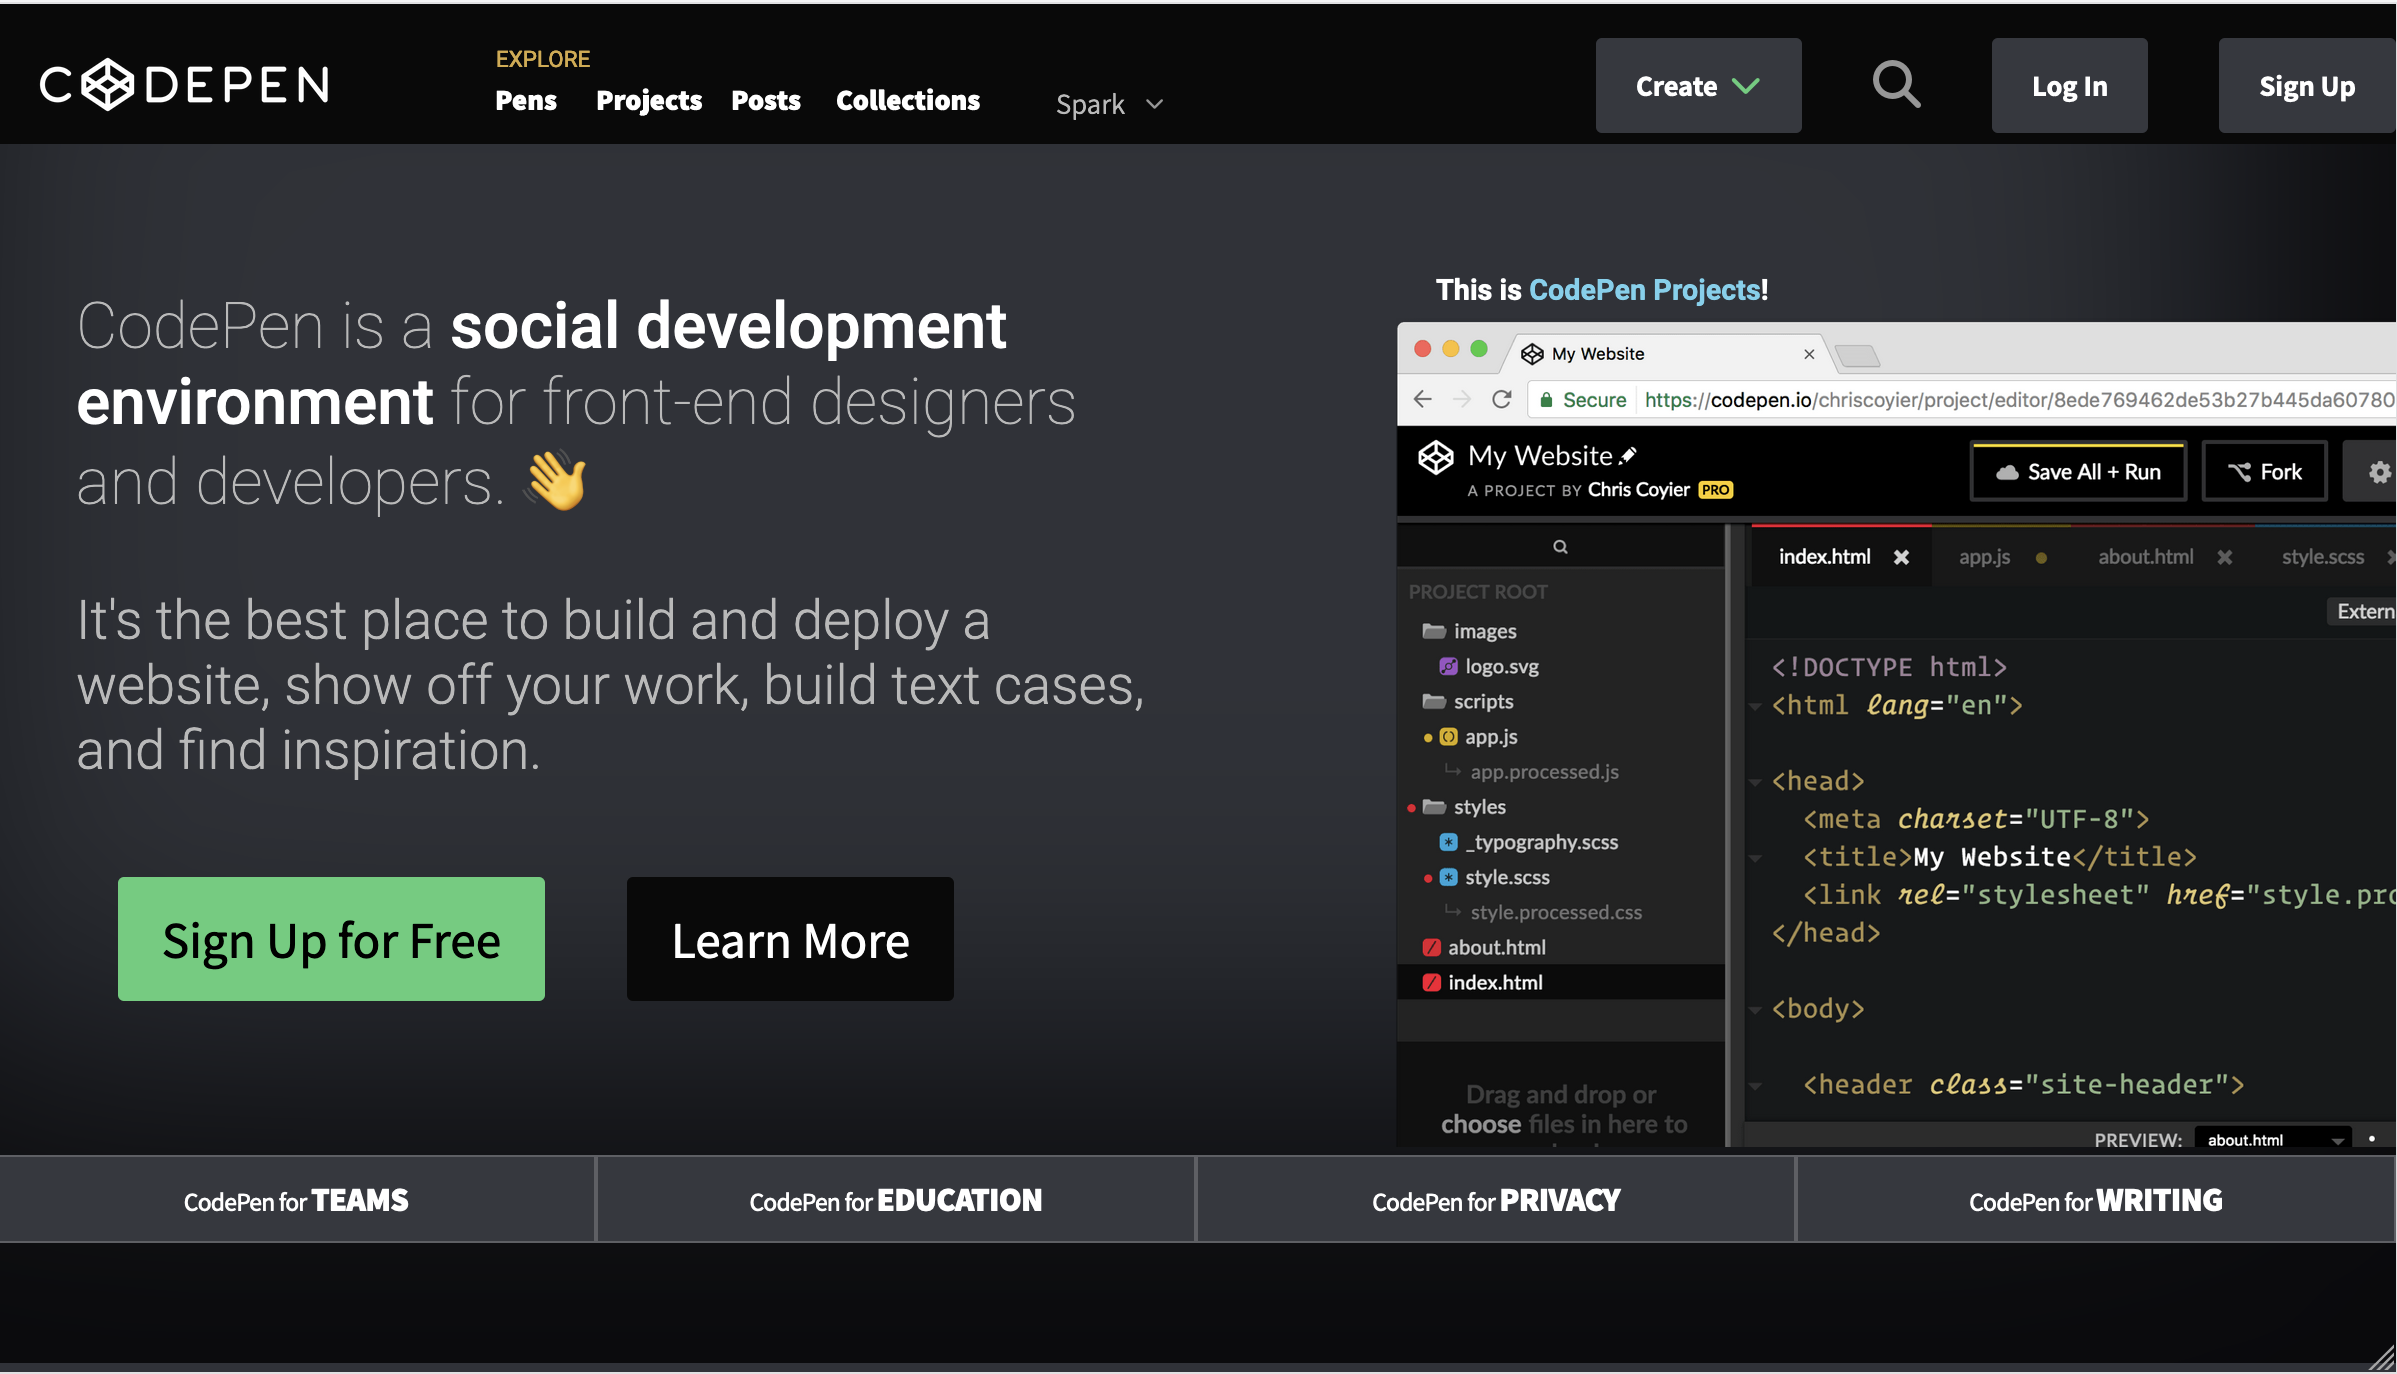 CODEPEN
EXPLORE
Pens Projects Posts Collections
Spark
Create
Log In
Sign Up
CodePen is a social development
environment for front-end designers
and developers. 👋
It's the best place to build and deploy a
website, show off your work, build text cases,
and find inspiration.
Sign Up for Free
Learn More
This is CodePen Projects!
My Website
Secure https://codepen.io/chriscoyier/project/editor/8ede769462de53b27b445da60780
My Website
A PROJECT BY Chris Coyier PRO
Save All + Run
Fork
PROJECT ROOT
images
logo.svg
scripts
app.js
app.processed.js
styles
_typography.scss
style.scss
style.processed.css
about.html
index.html
Drag and drop or
choose files in here to
index.html app.js about.html style.scss
Extern
<!DOCTYPE html>
<html lang="en">
<head>
<meta charset="UTF-8">
<title>My Website</title>
<link rel="stylesheet" href="style.pro
</head>
<body>
<header class="site-header">
PREVIEW: about.html
CodePen for TEAMS
CodePen for EDUCATION
CodePen for PRIVACY
CodePen for WRITING